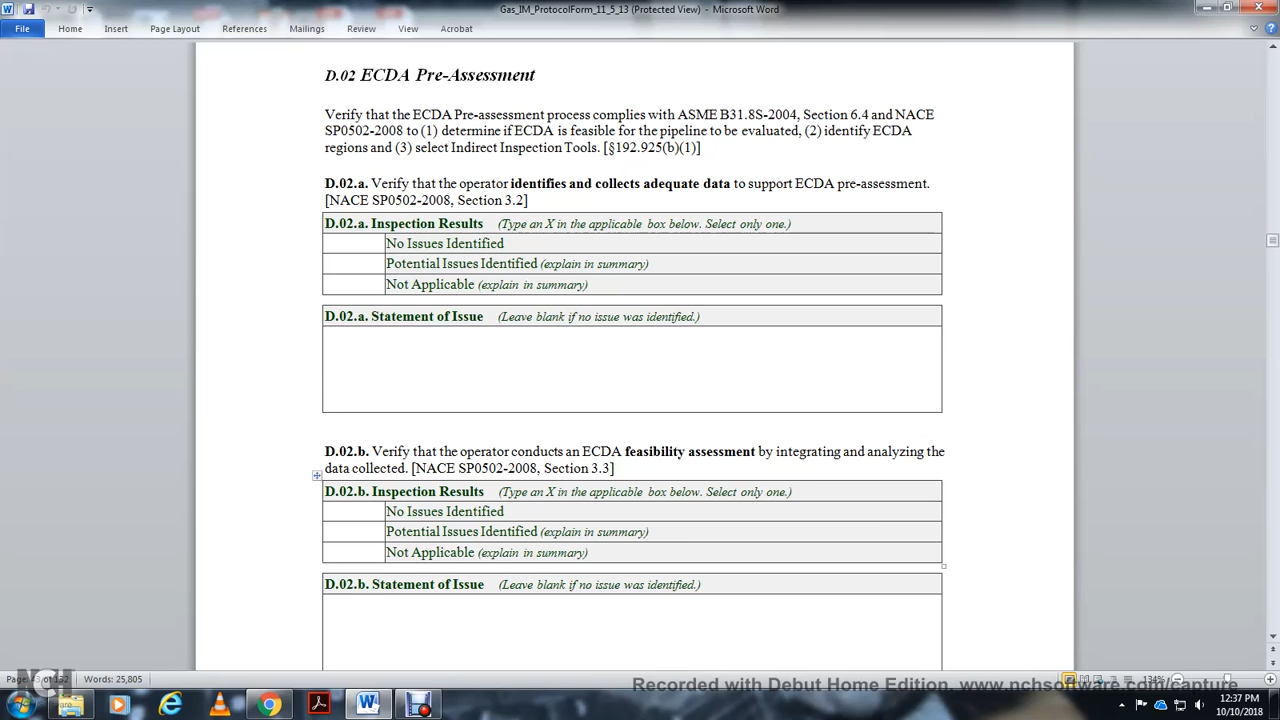 Gas_IM_ProtocolForm_11_5_13 (Protected View) - Microsoft Word
File Home Insert Page Layout References Mailings Review View Acrobat
D.02 ECDA Pre-Assessment
Verify that the ECDA Pre-assessment process complies with ASME B31.8S-2004, Section 6.4 and NACE
SP0502-2008 to (1) determine if ECDA is feasible for the pipeline to be evaluated, (2) identify ECDA
regions and (3) select Indirect Inspection Tools. [§192.925(b)(1)]
D.02.a. Verify that the operator identifies and collects adequate data to support ECDA pre-assessment.
[NACE SP0502-2008, Section 3.2]
D.02.a. Inspection Results (Type an X in the applicable box below. Select only one.)
No Issues Identified
Potential Issues Identified (explain in summary)
Not Applicable (explain in summary)
D.02.a. Statement of Issue (Leave blank if no issue was identified.)
D.02.b. Verify that the operator conducts an ECDA feasibility assessment by integrating and analyzing the
data collected. [NACE SP0502-2008, Section 3.3]
D.02.b. Inspection Results (Type an X in the applicable box below. Select only one.)
No Issues Identified
Potential Issues Identified (explain in summary)
Not Applicable (explain in summary)
D.02.b. Statement of Issue (Leave blank if no issue was identified.)
Words: 25,805
Recorded with Debut Home Edition. www.nchsoftware.com/capture
12:37 PM
10/10/2018